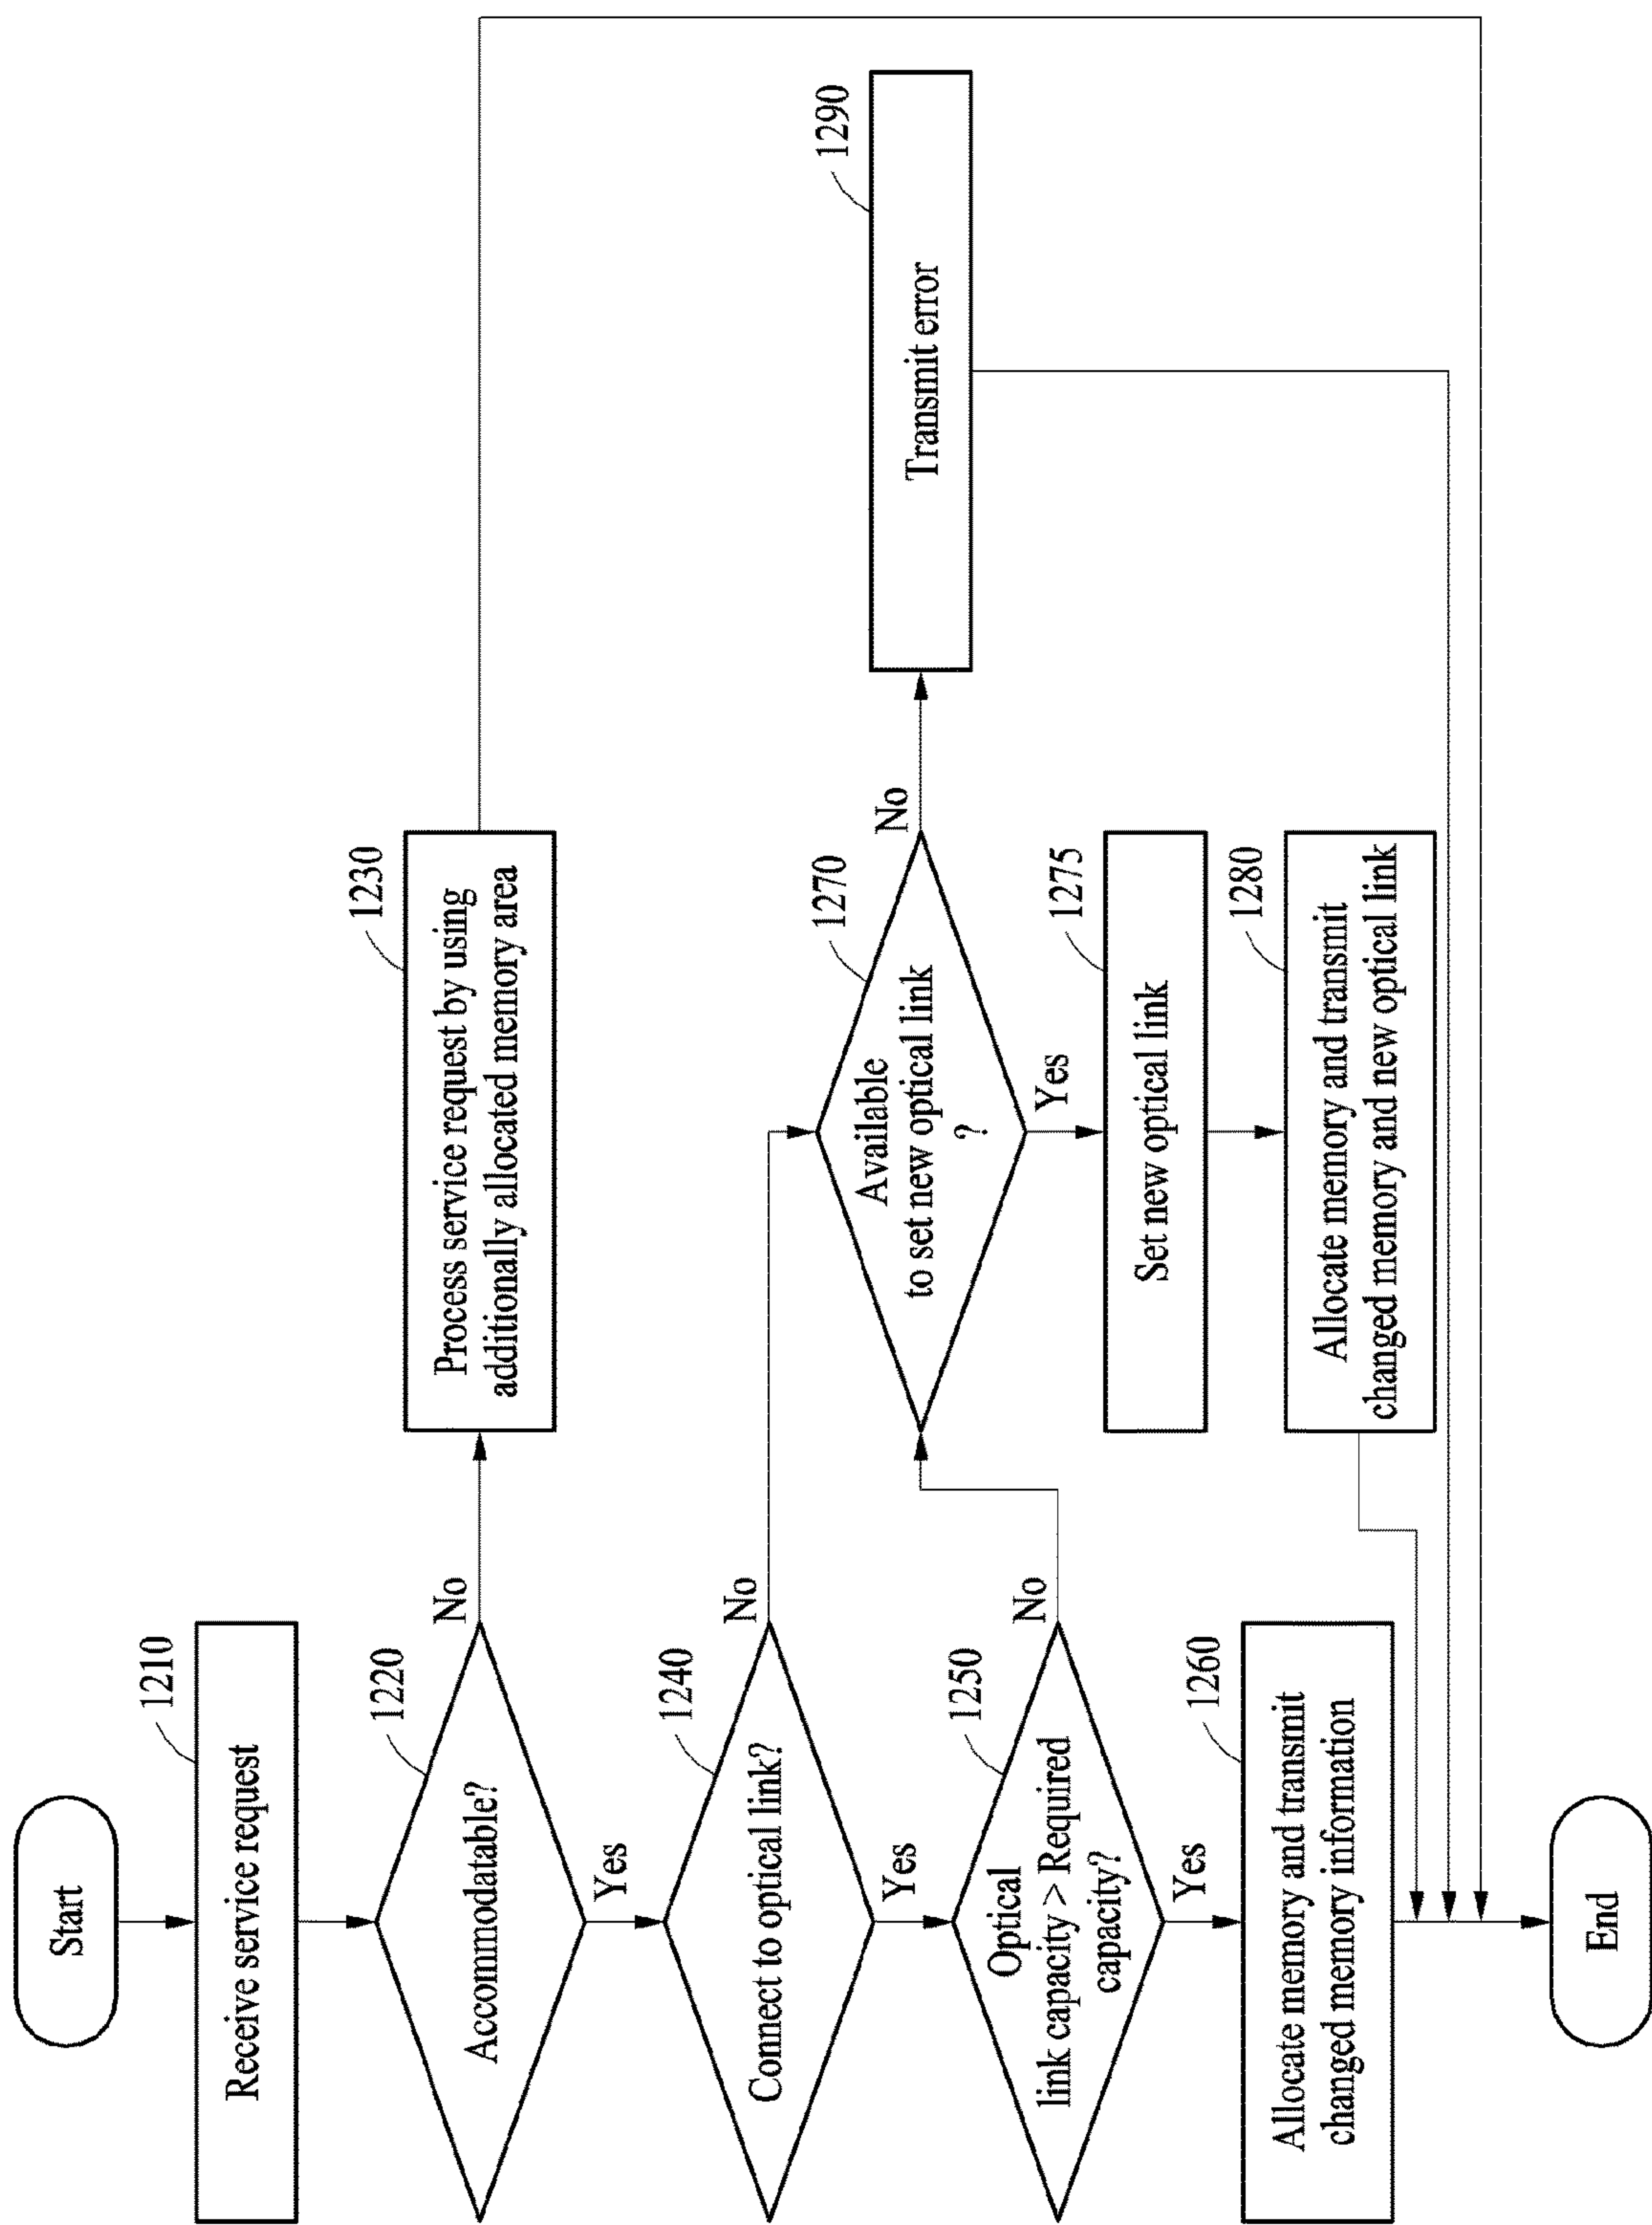 Start
1210
Receive service request
1220
Accommodatable?
No
Yes
1230
Process service request by using
additionally allocated memory area
1240
Connect to optical link?
No
Yes
1250
Optical
link capacity > Required
capacity?
No
Yes
1260
Allocate memory and transmit
changed memory information
1270
Available
to set new optical link
?
No
Yes
1275
Set new optical link
1280
Allocate memory and transmit
changed memory and new optical link
1290
Transmit error
End